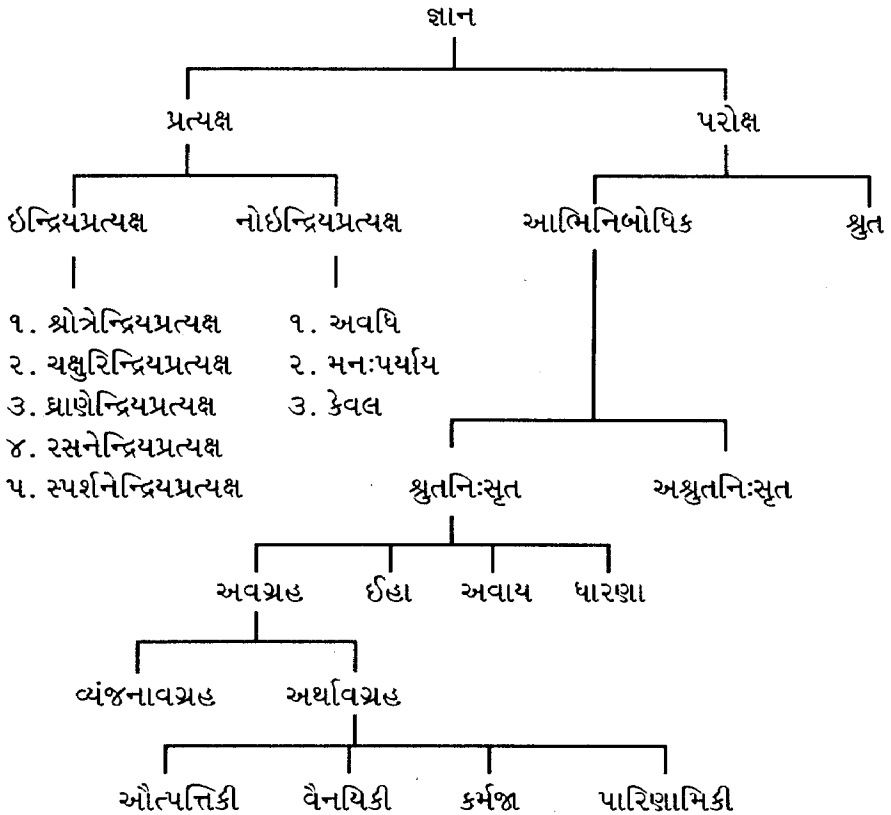 જ્ઞાન
પ્રત્યક્ષ પરોક્ષ
ઇન્દ્રિયપ્રત્યક્ષ નોઇન્દ્રિયપ્રત્યક્ષ આભિનિબોધિક શ્રુત
૧. શ્રોત્રેન્દ્રિયપ્રત્યક્ષ ૧. અવધિ
૨. ચક્ષુરિન્દ્રિયપ્રત્યક્ષ ૨. મનઃપર્યાય
૩. ઘ્રાણેન્દ્રિયપ્રત્યક્ષ ૩. કેવલ
૪. રસનેન્દ્રિયપ્રત્યક્ષ
૫. સ્પર્શનેન્દ્રિયપ્રત્યક્ષ શ્રુતનિઃસૃત અશ્રુતનિઃસૃત
અવગ્રહ ઈહા અવાય ધારણા
વ્યંજનાવગ્રહ અર્થાવગ્રહ
ઔત્પત્તિકી વૈનયિકી કર્મજા પારિણામિકી